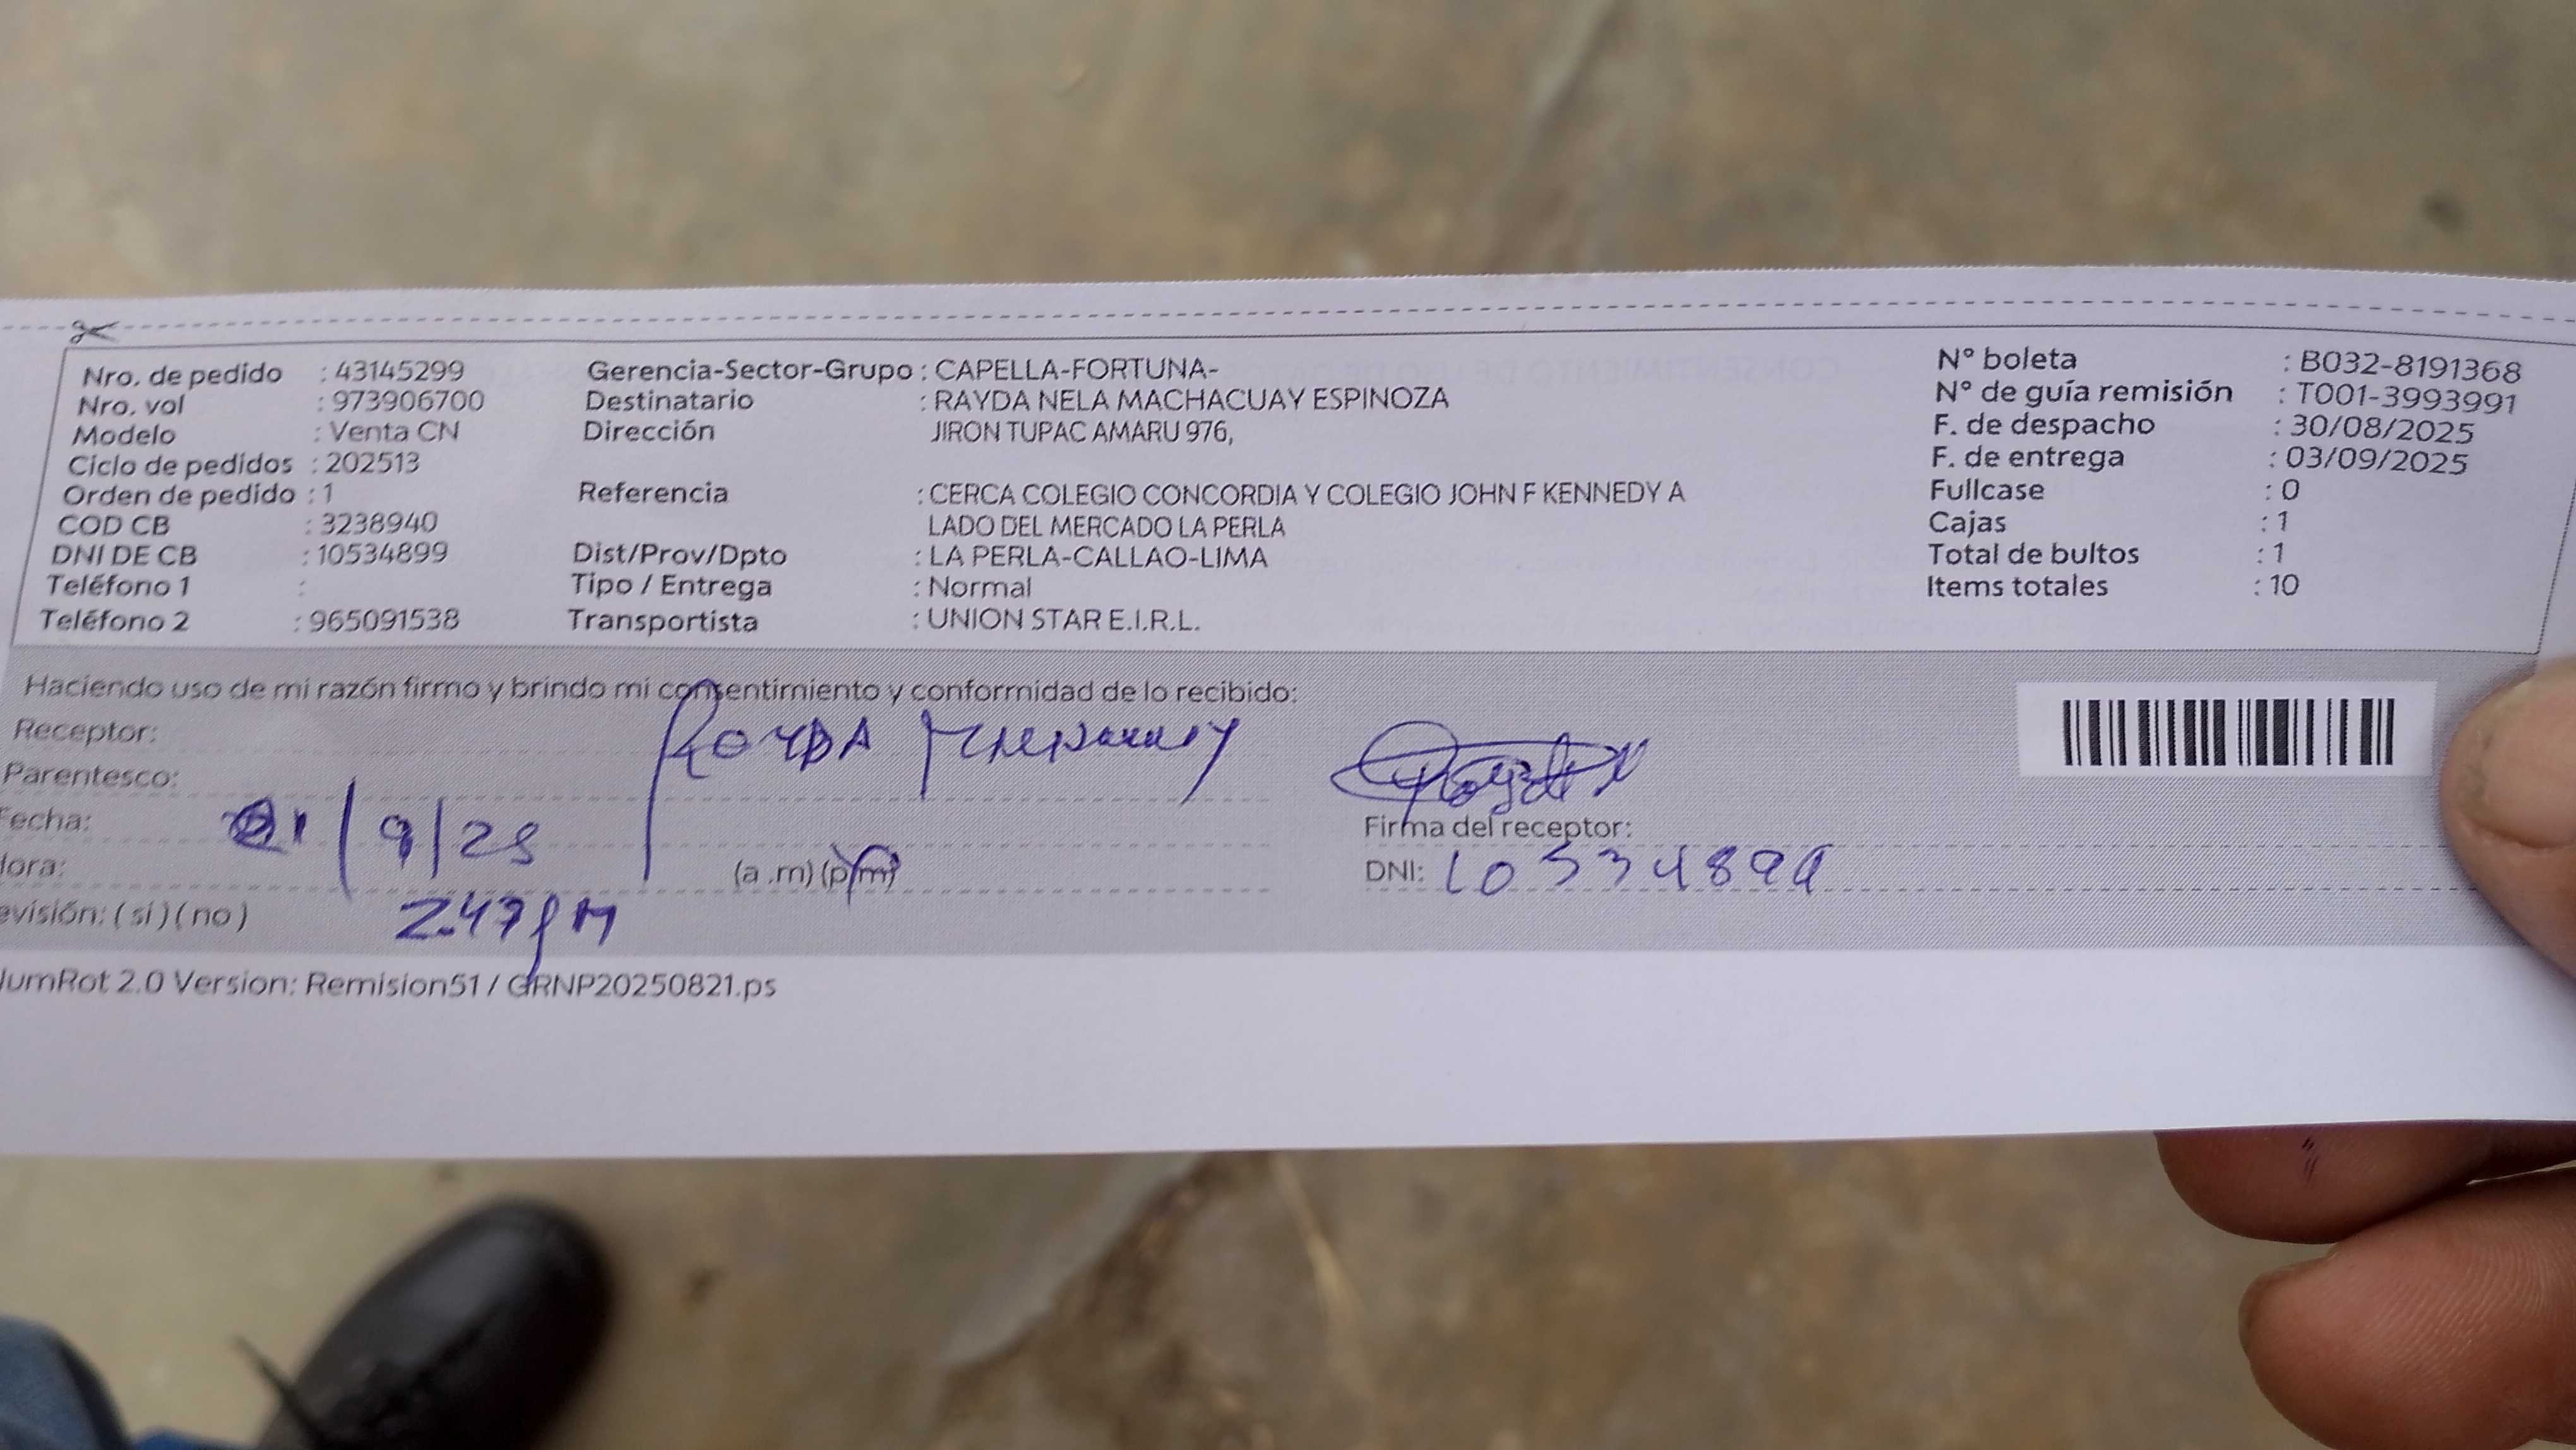 Nro. de pedido : 43145299
Nro. vol : 973906700
Modelo : Venta CN
Ciclo de pedidos : 202513
Orden de pedido : 1
COD CB : 3238940
DNI DE CB : 10534899
Teléfono 1 :
Teléfono 2 : 965091538
Gerencia-Sector-Grupo : CAPELLA-FORTUNA-
Destinatario : RAYDA NELA MACHACUAY ESPINOZA
Dirección JIRON TUPAC AMARU 976,
Referencia : CERCA COLEGIO CONCORDIA Y COLEGIO JOHN F KENNEDY A
LADO DEL MERCADO LA PERLA
Dist/Prov/Dpto : LA PERLA-CALLAO-LIMA
Tipo / Entrega : Normal
Transportista : UNION STAR E.I.R.L.
N° boleta : B032-8191368
N° de guía remisión : T001-3993991
F. de despacho : 30/08/2025
F. de entrega : 03/09/2025
Fullcase : 0
Cajas : 1
Total de bultos : 1
Items totales : 10
Haciendo uso de mi razón firmo y brindo mi consentimiento y conformidad de lo recibido:
Receptor:
Parentesco:
Fecha: 1/9/25
Hora: (a .m) (p.m)
2.47 PM
evisión: ( si ) ( no )
Firma del receptor:
DNI: 10534899
umRot 2.0 Version: Remision51 / GRNP20250821.ps